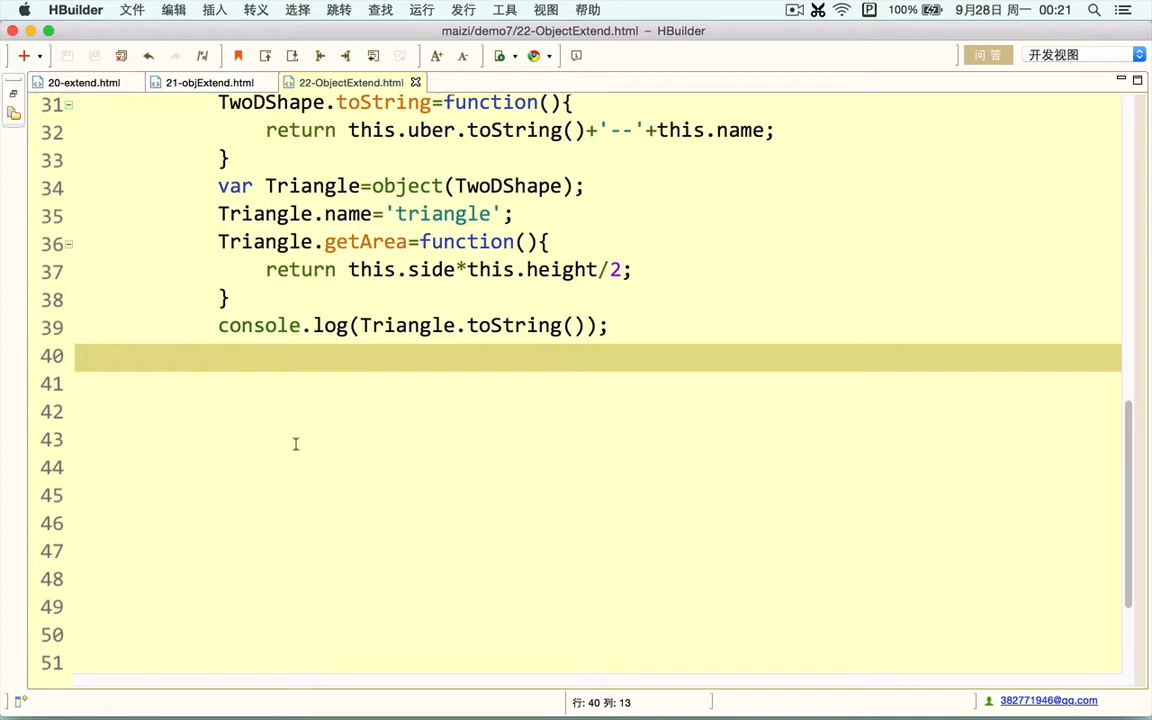 HBuilder 文件 编辑 插入 转义 选择 跳转 查找 运行 发行 工具 视图 帮助 100% 9月28日 周一 00:21
maizi/demo7/22-ObjectExtend.html — HBuilder
问 答 开发视图
20-extend.html 21-objExtend.html 22-ObjectExtend.html
31 TwoDShape.toString=function(){
32 return this.uber.toString()+'--'+this.name;
33 }
34 var Triangle=object(TwoDShape);
35 Triangle.name='triangle';
36 Triangle.getArea=function(){
37 return this.side*this.height/2;
38 }
39 console.log(Triangle.toString());
40
41
42
43
44
45
46
47
48
49
50
51
行: 40 列: 13 382771946@qq.com